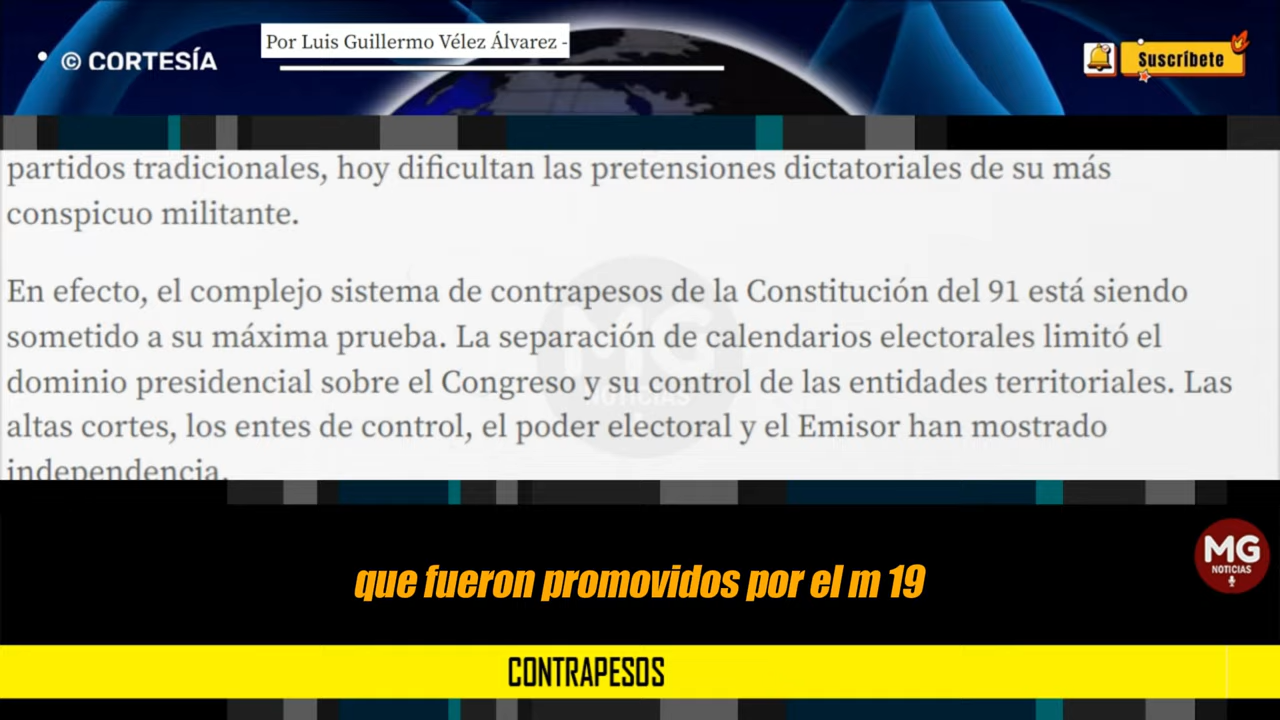 © CORTESÍA
Por Luis Guillermo Vélez Álvarez -
Suscríbete
partidos tradicionales, hoy dificultan las pretensiones dictatoriales de su más
conspicuo militante.
En efecto, el complejo sistema de contrapesos de la Constitución del 91 está siendo
sometido a su máxima prueba. La separación de calendarios electorales limitó el
dominio presidencial sobre el Congreso y su control de las entidades territoriales. Las
altas cortes, los entes de control, el poder electoral y el Emisor han mostrado
independencia.
MG
NOTICIAS
que fueron promovidos por el m 19
MG
NOTICIAS
CONTRAPESOS